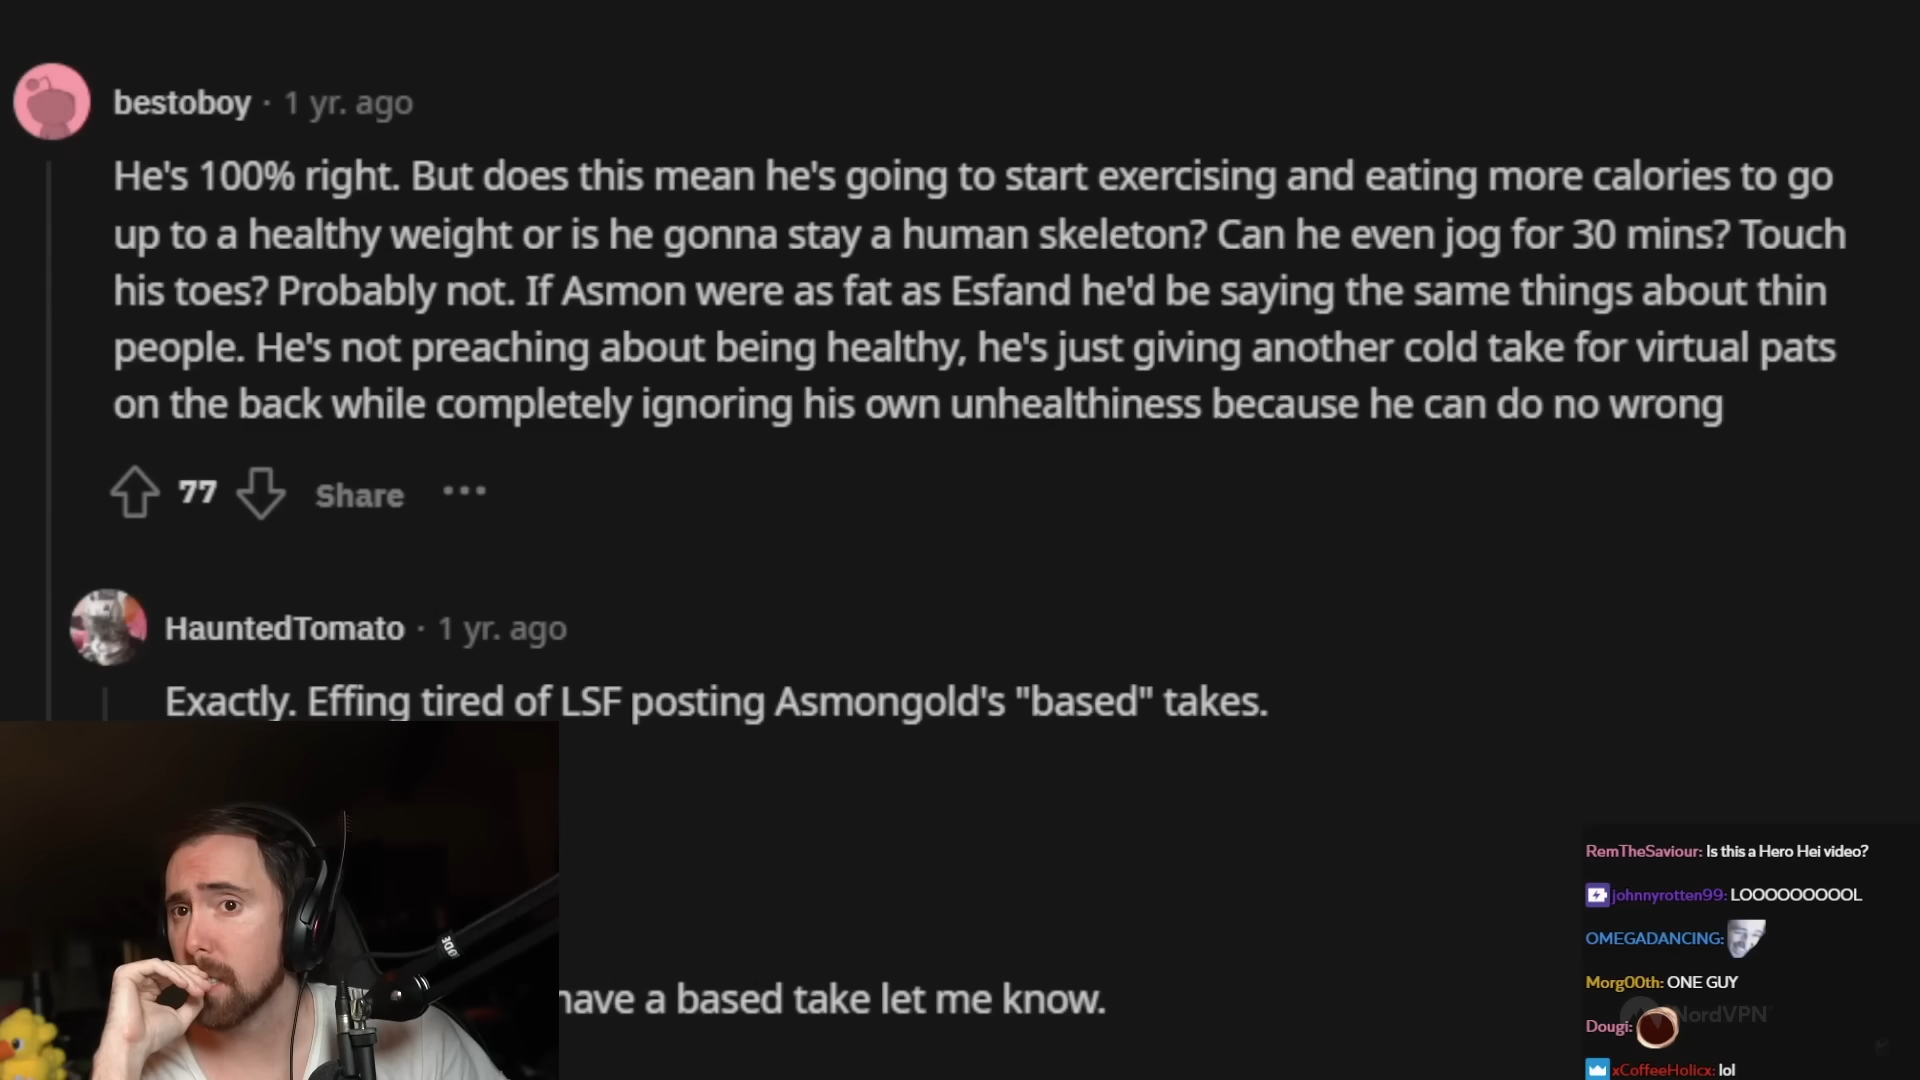 bestoboy · 1 yr. ago
He's 100% right. But does this mean he's going to start exercising and eating more calories to go
up to a healthy weight or is he gonna stay a human skeleton? Can he even jog for 30 mins? Touch
his toes? Probably not. If Asmon were as fat as Esfand he'd be saying the same things about thin
people. He's not preaching about being healthy, he's just giving another cold take for virtual pats
on the back while completely ignoring his own unhealthiness because he can do no wrong
77 Share ...
HauntedTomato · 1 yr. ago
Exactly. Effing tired of LSF posting Asmongold's "based" takes.
have a based take let me know.
RemTheSaviour: Is this a Hero Hei video?
johnnyrotten99: LOOOOOOOOOL
OMEGADANCING:
Morg00th: ONE GUY
NordVPN
Dougi:
xCoffeeHolicx: lol